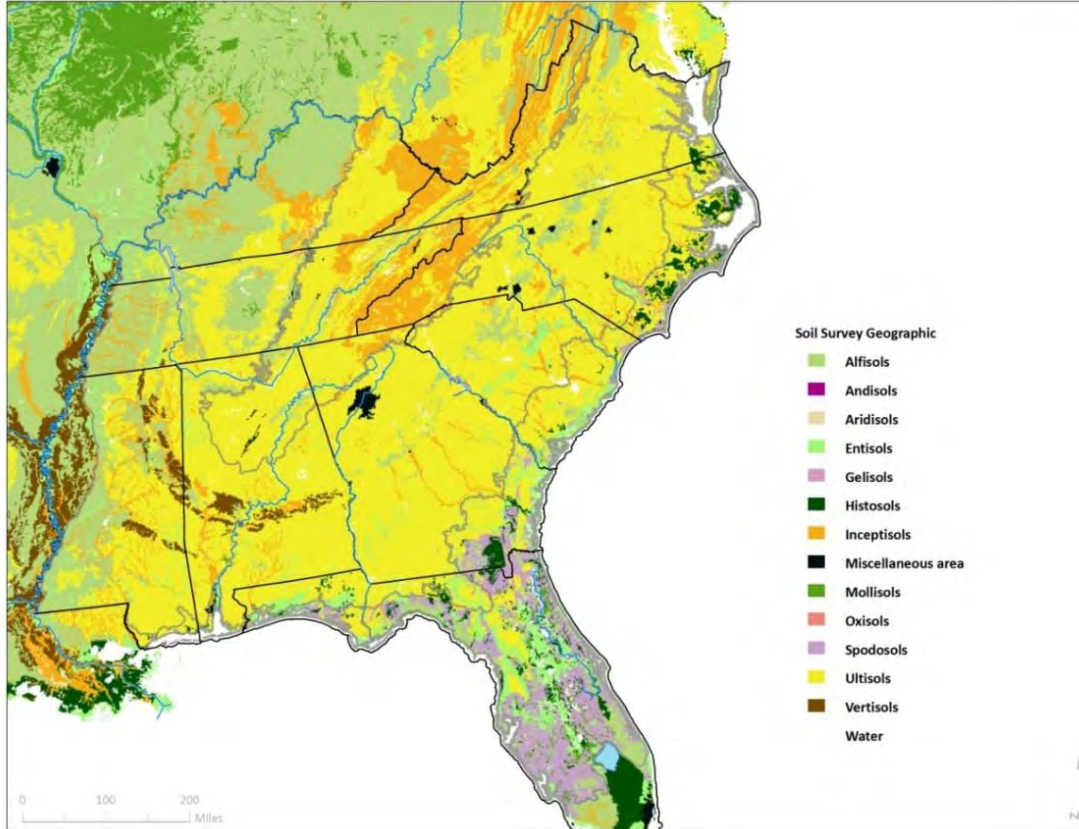 Soil Survey Geographic
Alfisols
Andisols
Aridisols
Entisols
Gelisols
Histosols
Inceptisols
Miscellaneous area
Mollisols
Oxisols
Spodosols
Ultisols
Vertisols
Water
0 100 200
Miles
N